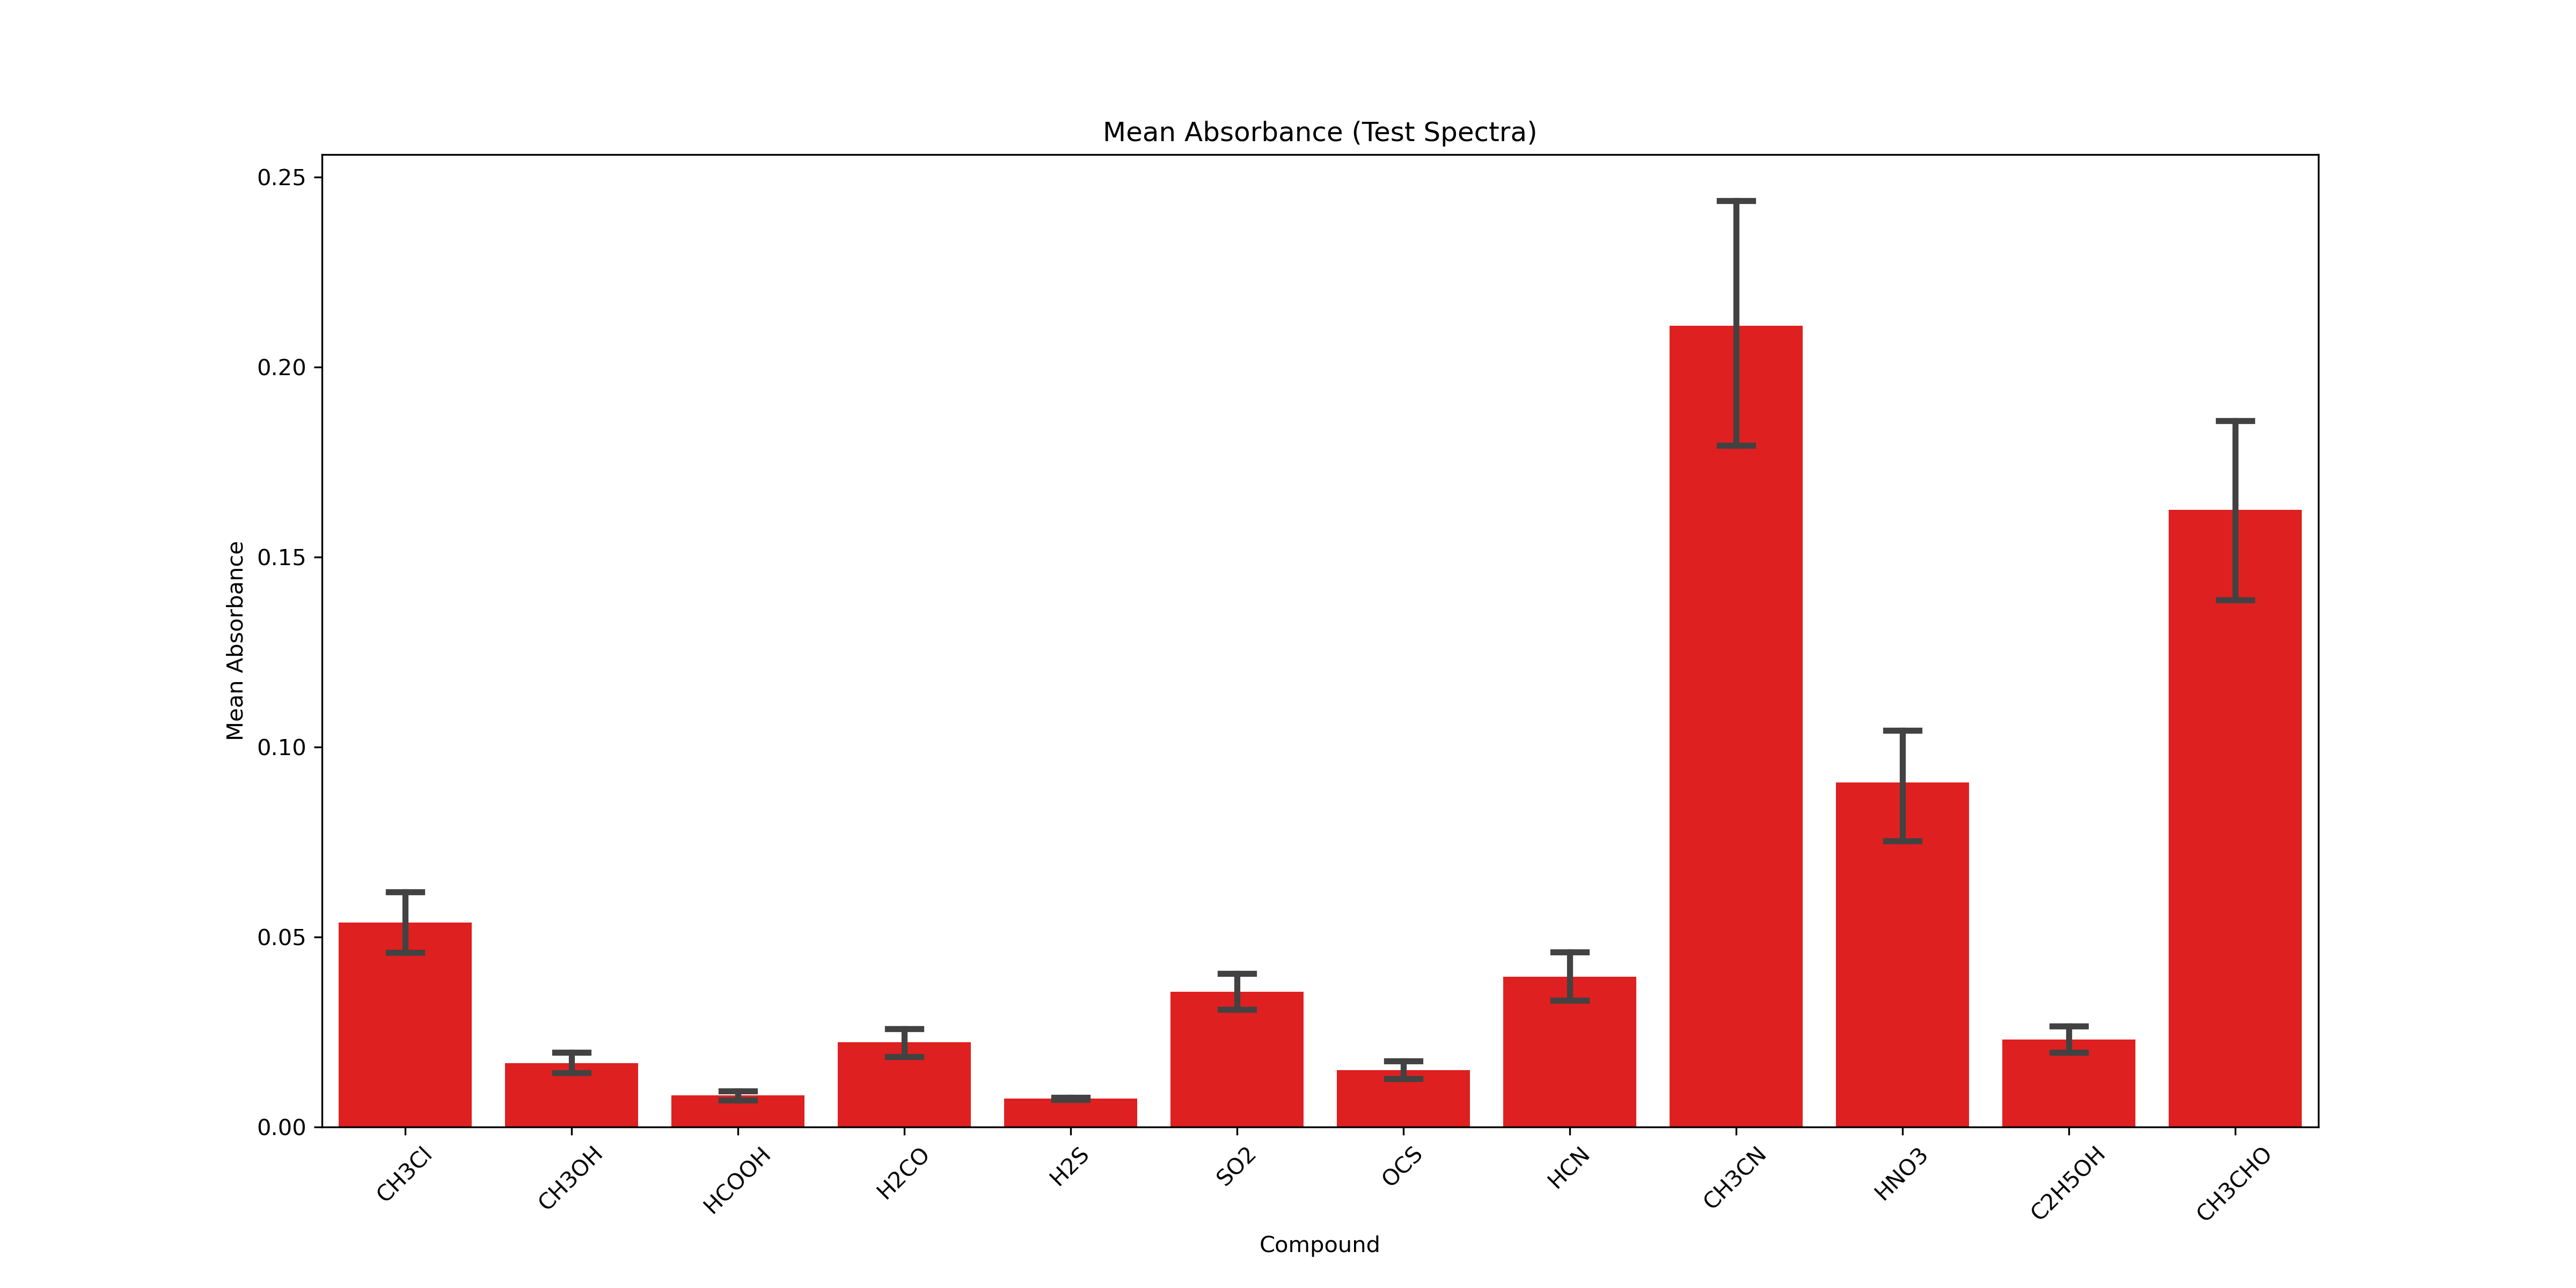 Mean Absorbance (Test Spectra)
0.25
0.20
0.15
0.10
0.05
0.00
Mean Absorbance
CH3Cl
CH3OH
HCOOH
H2CO
H2S
SO2
OCS
HCN
CH3CN
HNO3
C2H5OH
CH3CHO
Compound